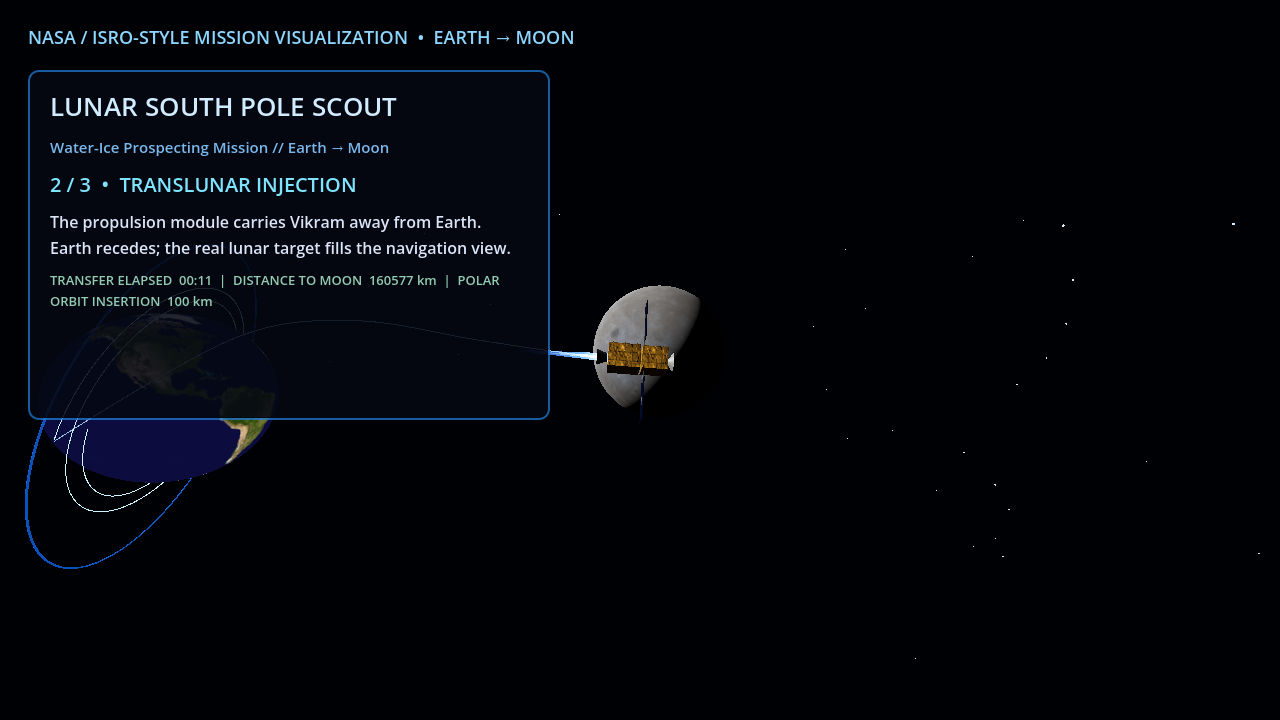 NASA / ISRO-STYLE MISSION VISUALIZATION • EARTH → MOON
LUNAR SOUTH POLE SCOUT
Water-Ice Prospecting Mission // Earth → Moon
2 / 3 • TRANSLUNAR INJECTION
The propulsion module carries Vikram away from Earth.
Earth recedes; the real lunar target fills the navigation view.
TRANSFER ELAPSED 00:11 | DISTANCE TO MOON 160577 km | POLAR
ORBIT INSERTION 100 km